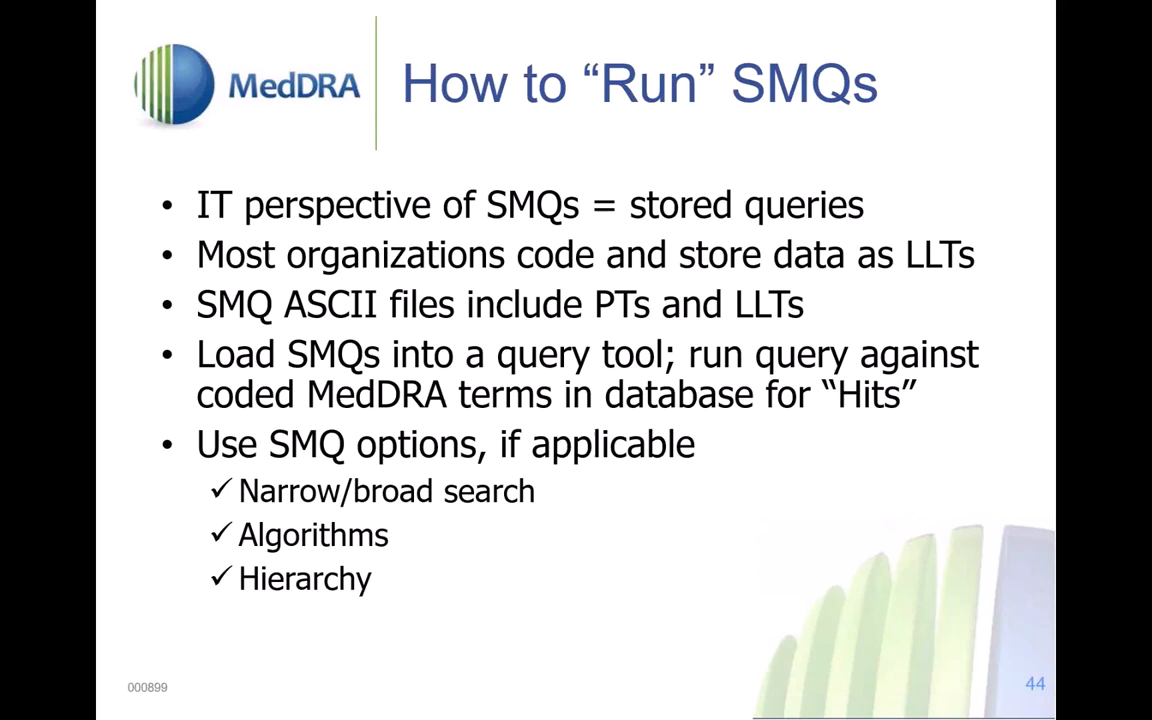 MedDRA
How to “Run” SMQs
• IT perspective of SMQs = stored queries
• Most organizations code and store data as LLTs
• SMQ ASCII files include PTs and LLTs
• Load SMQs into a query tool; run query against
coded MedDRA terms in database for “Hits”
• Use SMQ options, if applicable
✓ Narrow/broad search
✓ Algorithms
✓ Hierarchy
000899
44